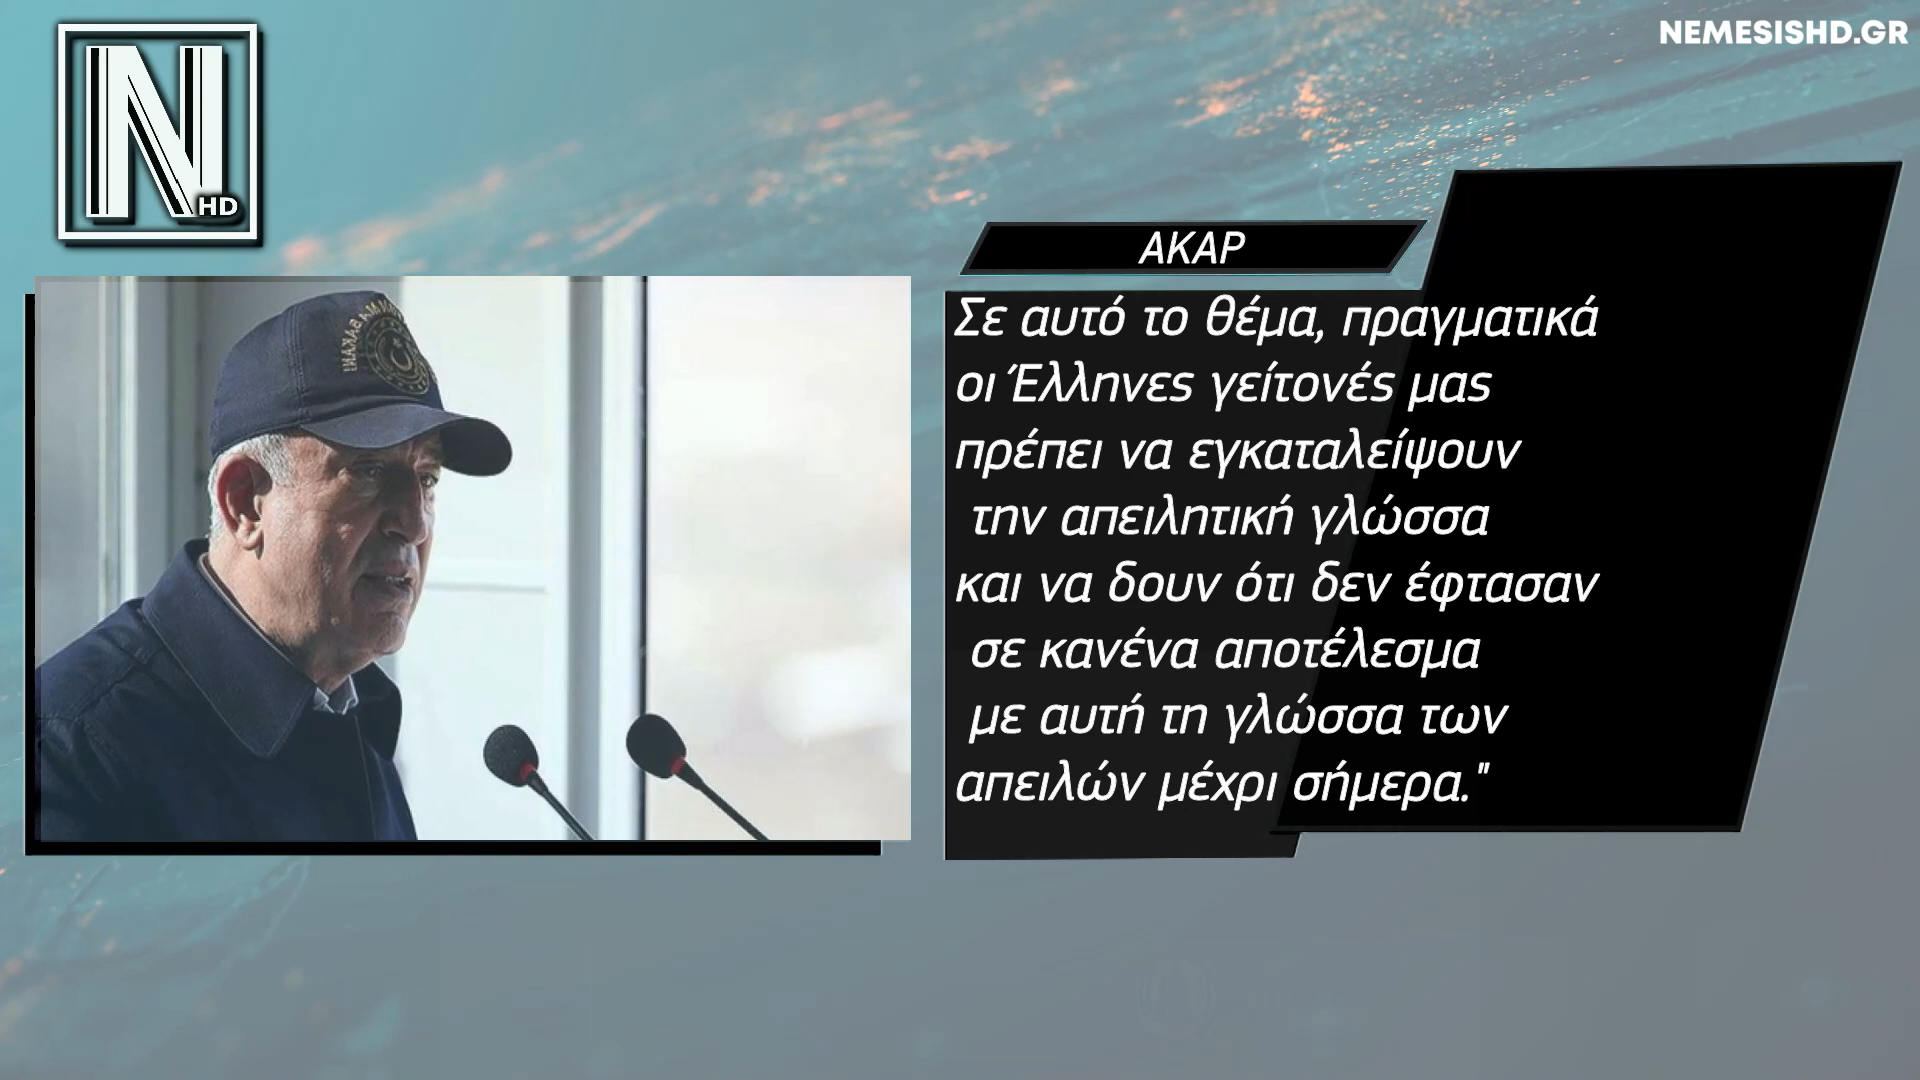 N HD
NEMESISHD.GR
ΑΚΑΡ
Σε αυτό το θέμα, πραγματικά
οι Έλληνες γείτονές μας
πρέπει να εγκαταλείψουν
την απειλητική γλώσσα
και να δουν ότι δεν έφτασαν
σε κανένα αποτέλεσμα
με αυτή τη γλώσσα των
απειλών μέχρι σήμερα."